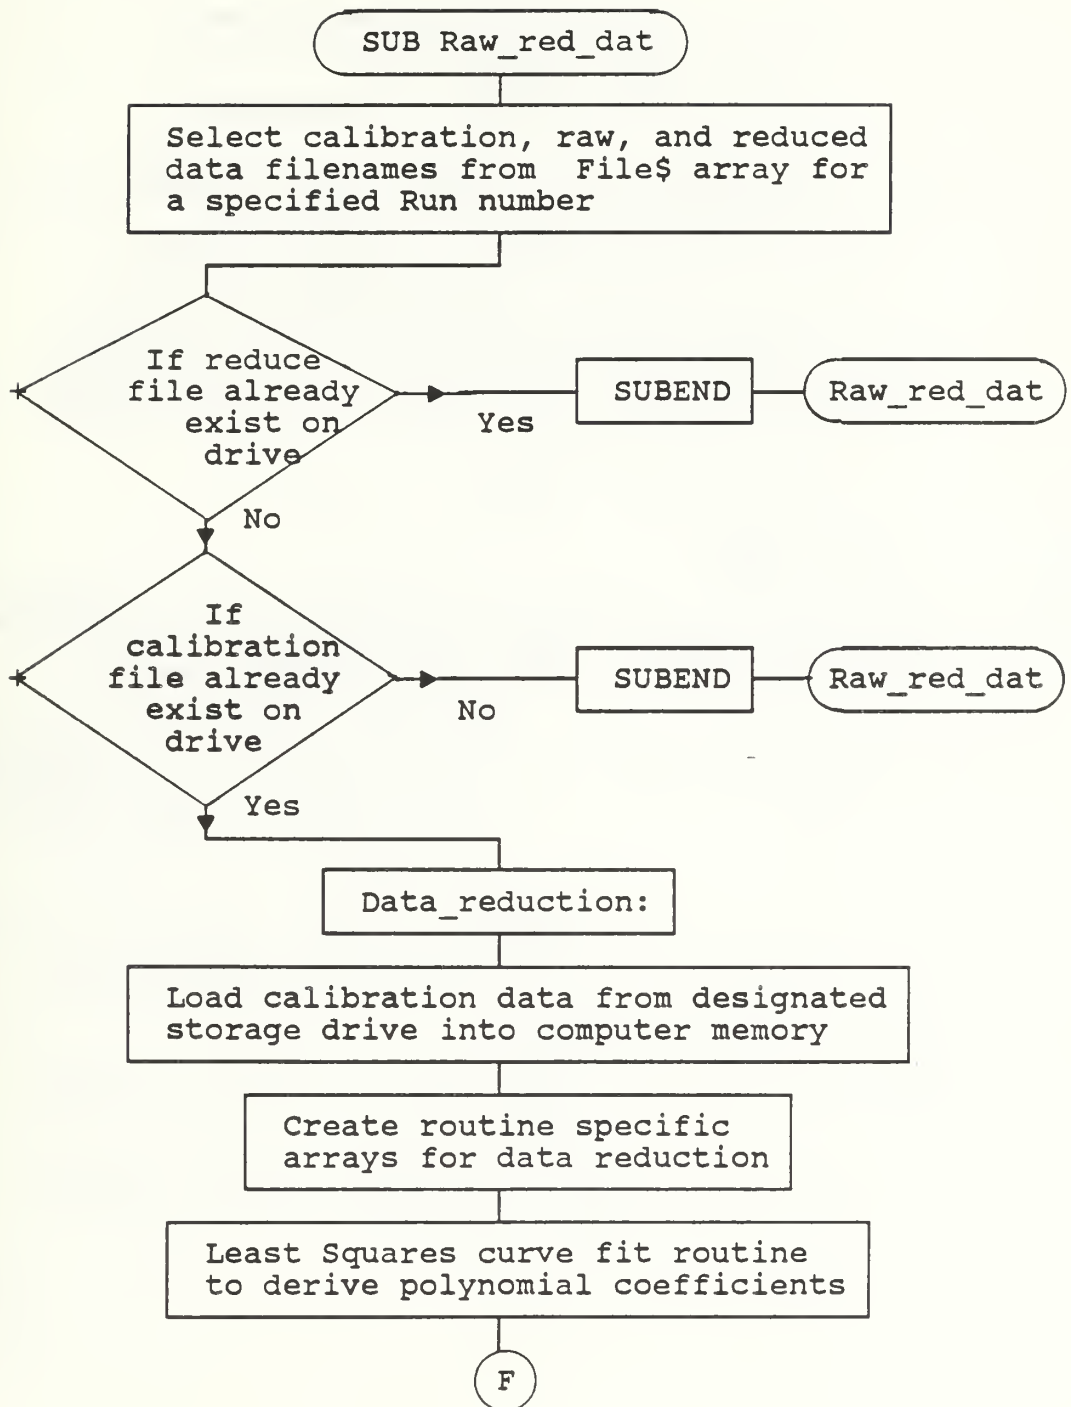 SUB Raw_red_dat
Select calibration, raw, and reduced
data filenames from File$ array for
a specified Run number
If reduce
file already
exist on
drive
Yes
SUBEND
Raw_red_dat
No
If
calibration
file already
exist on
drive
No
SUBEND
Raw_red_dat
Yes
Data_reduction:
Load calibration data from designated
storage drive into computer memory
Create routine specific
arrays for data reduction
Least Squares curve fit routine
to derive polynomial coefficients
F